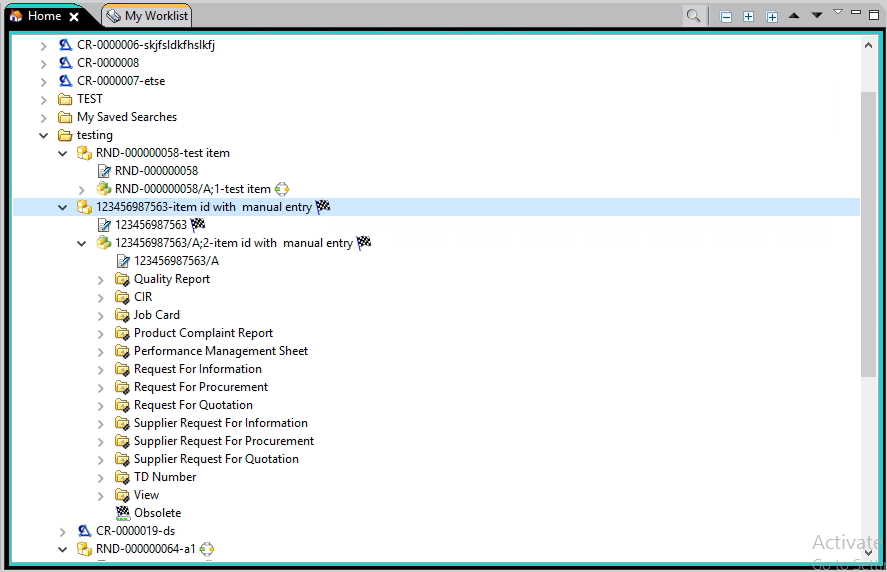 Home
My Worklist
CR-0000006-skjfsldkfhslkfj
CR-0000008
CR-0000007-etse
TEST
My Saved Searches
testing
RND-000000058-test item
RND-000000058
RND-000000058/A;1-test item
123456987563-item id with  manual entry
123456987563
123456987563/A;2-item id with  manual entry
123456987563/A
Quality Report
CIR
Job Card
Product Complaint Report
Performance Management Sheet
Request For Information
Request For Procurement
Request For Quotation
Supplier Request For Information
Supplier Request For Procurement
Supplier Request For Quotation
TD Number
View
Obsolete
CR-0000019-ds
RND-000000064-a1
Activate
Go to Setti